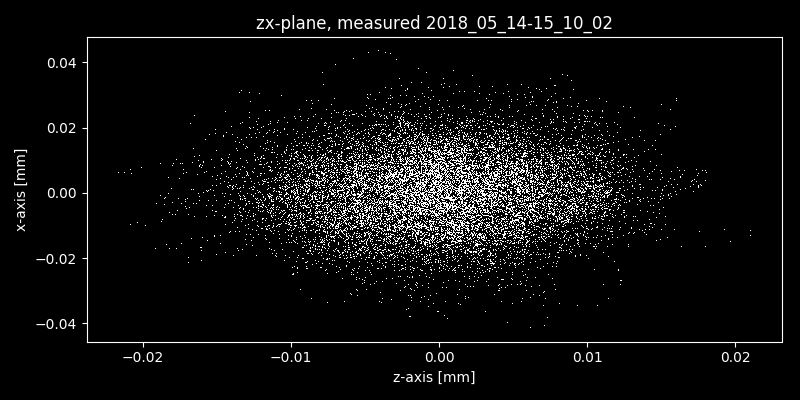 zx-plane, measured 2018_05_14-15_10_02
0.04
0.02
0.00
−0.02
−0.04
x-axis [mm]
−0.02 −0.01 0.00 0.01 0.02
z-axis [mm]